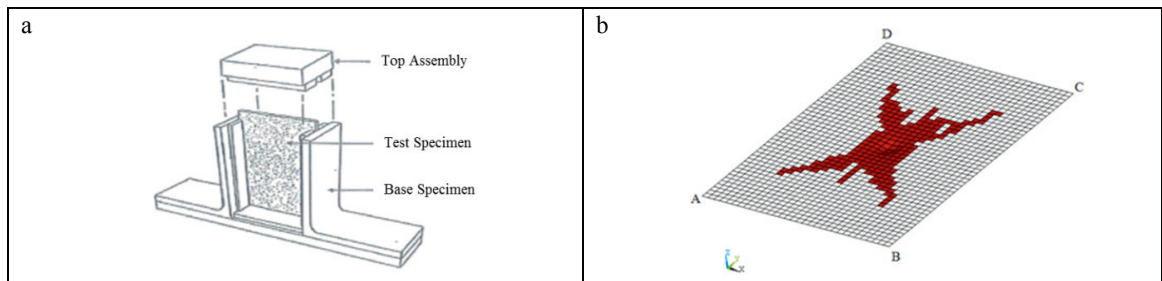 a
Top Assembly
Test Specimen
Base Specimen
b
D
C
A
B
z
y
x